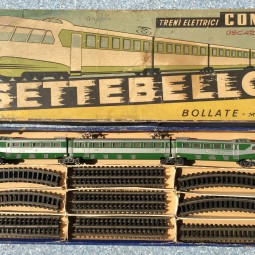 TRENI ELETTRICI CON
SETTEBELLO
BOLLATE - M